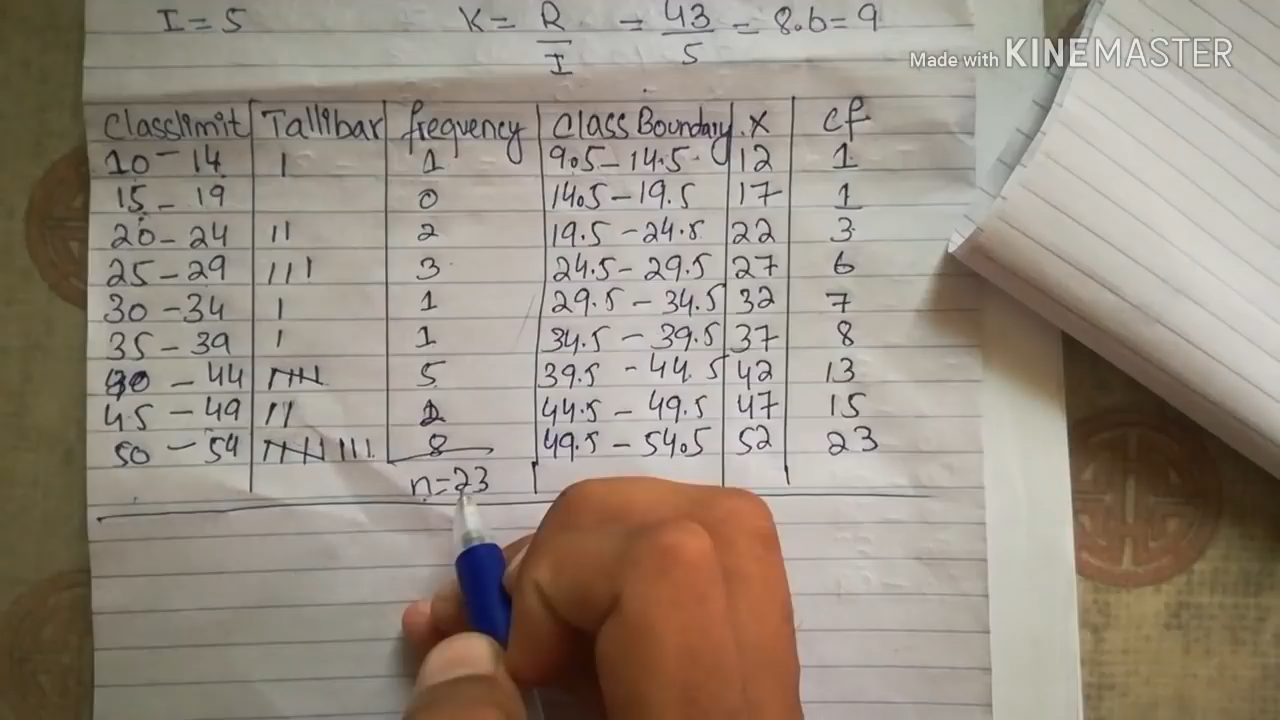 I = 5 K = R/I = 43/5 = 8.6 = 9
Made with KINEMASTER
Classlimit Tallibar frequency Class Boundary X cf
10 - 14 | 1 9.5 - 14.5 12 1
15 - 19 0 14.5 - 19.5 17 1
20 - 24 || 2 19.5 - 24.5 22 3
25 - 29 ||| 3 24.5 - 29.5 27 6
30 - 34 | 1 29.5 - 34.5 32 7
35 - 39 | 1 34.5 - 39.5 37 8
40 - 44 |||| 5 39.5 - 44.5 42 13
45 - 49 || 2 44.5 - 49.5 47 15
50 - 54 |||| ||| 8 49.5 - 54.5 52 23
n = 23